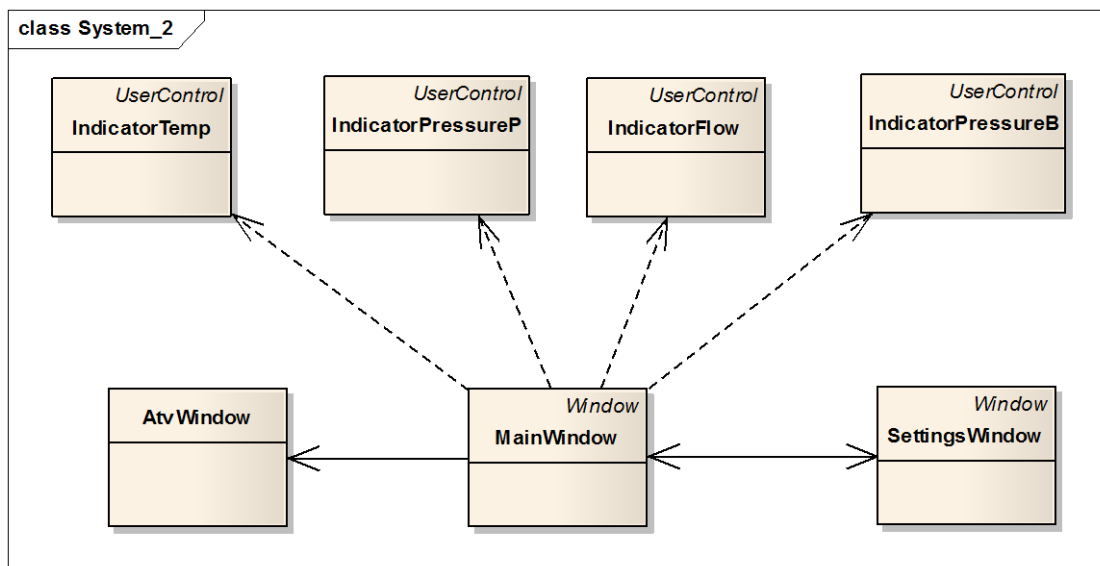 class System_2
UserControl
IndicatorTemp
UserControl
IndicatorPressureP
UserControl
IndicatorFlow
UserControl
IndicatorPressureB
AtvWindow
Window
MainWindow
Window
SettingsWindow